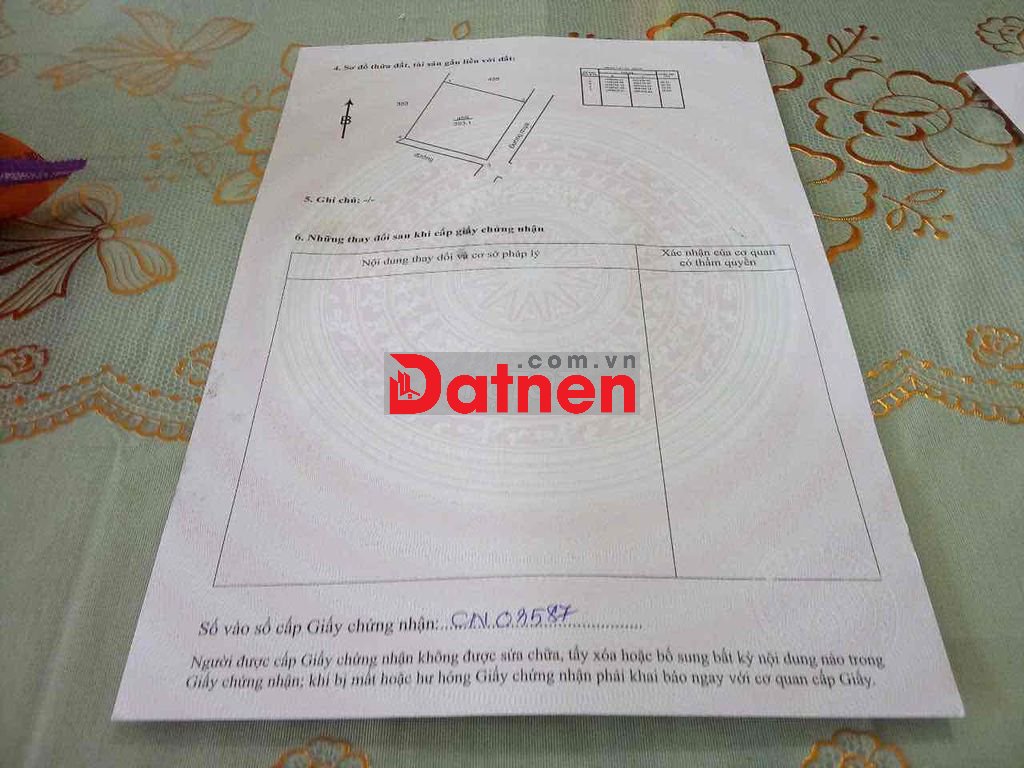 4. Sơ đồ thửa đất, tài sản gắn liền với đất:
B
đường
Đường nhựa
5. Ghi chú: -/-
6. Những thay đổi sau khi cấp giấy chứng nhận
Nội dung thay đổi và cơ sở pháp lý
Xác nhận của cơ quan
có thẩm quyền
.com.vn
Datnen
Số vào sổ cấp Giấy chứng nhận: CN 03587
Người được cấp Giấy chứng nhận không được sửa chữa, tẩy xóa hoặc bổ sung bất kỳ nội dung nào trong
Giấy chứng nhận; khi bị mất hoặc hư hỏng Giấy chứng nhận phải khai báo ngay với cơ quan cấp Giấy.